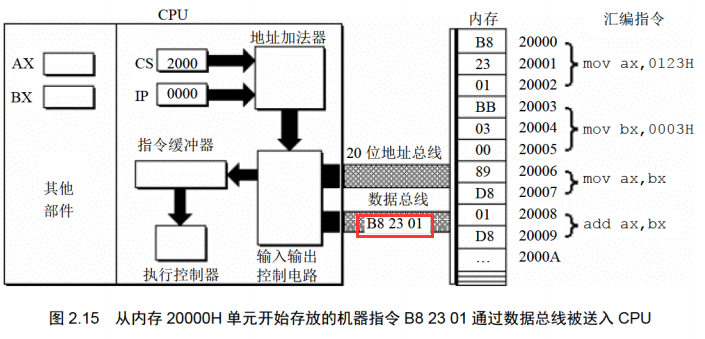 CPU
内存
汇编指令
地址加法器
AX
BX
CS 2000
IP 0000
指令缓冲器
20 位地址总线
数据总线
B8 23 01
其他
部件
执行控制器
输入输出
控制电路
B8 20000
23 20001
01 20002
mov ax,0123H
BB 20003
03 20004
00 20005
mov bx,0003H
89 20006
D8 20007
mov ax,bx
01 20008
D8 20009
add ax,bx
… 2000A
图 2.15 从内存 20000H 单元开始存放的机器指令 B8 23 01 通过数据总线被送入 CPU